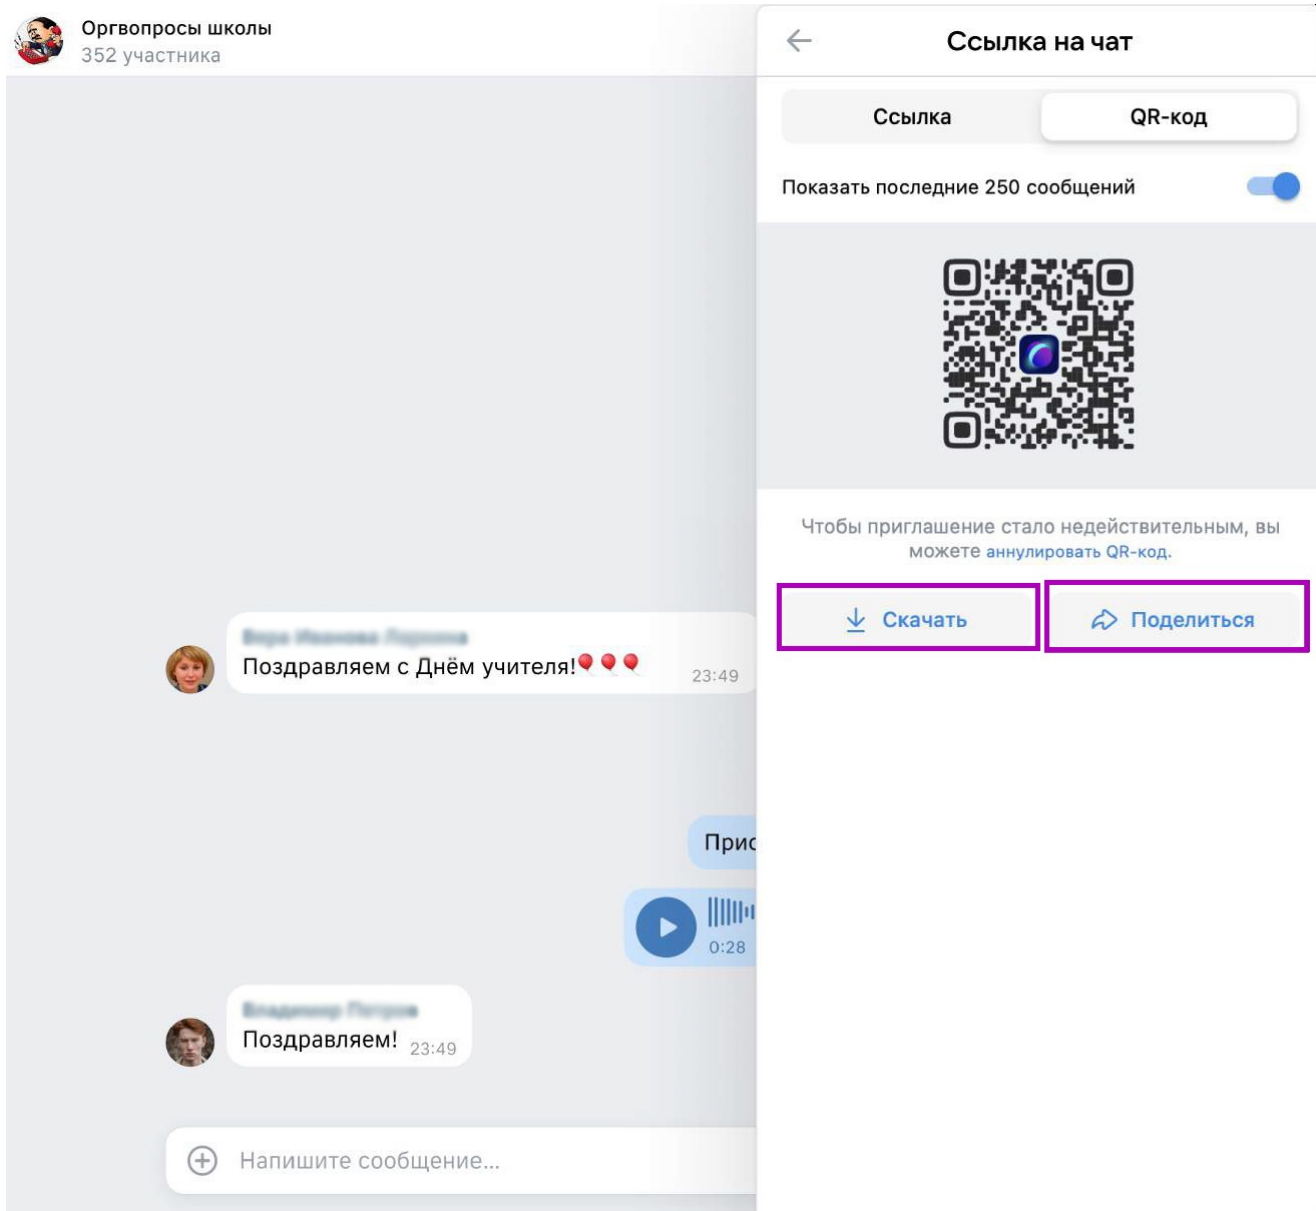 Оргвопросы школы
352 участника
Ссылка на чат
Ссылка
QR-код
Показать последние 250 сообщений
Чтобы приглашение стало недействительным, вы
можете аннулировать QR-код.
Скачать
Поделиться
Поздравляем с Днём учителя!🎈🎈🎈
23:49
0:28
Поздравляем!
23:49
Напишите сообщение...